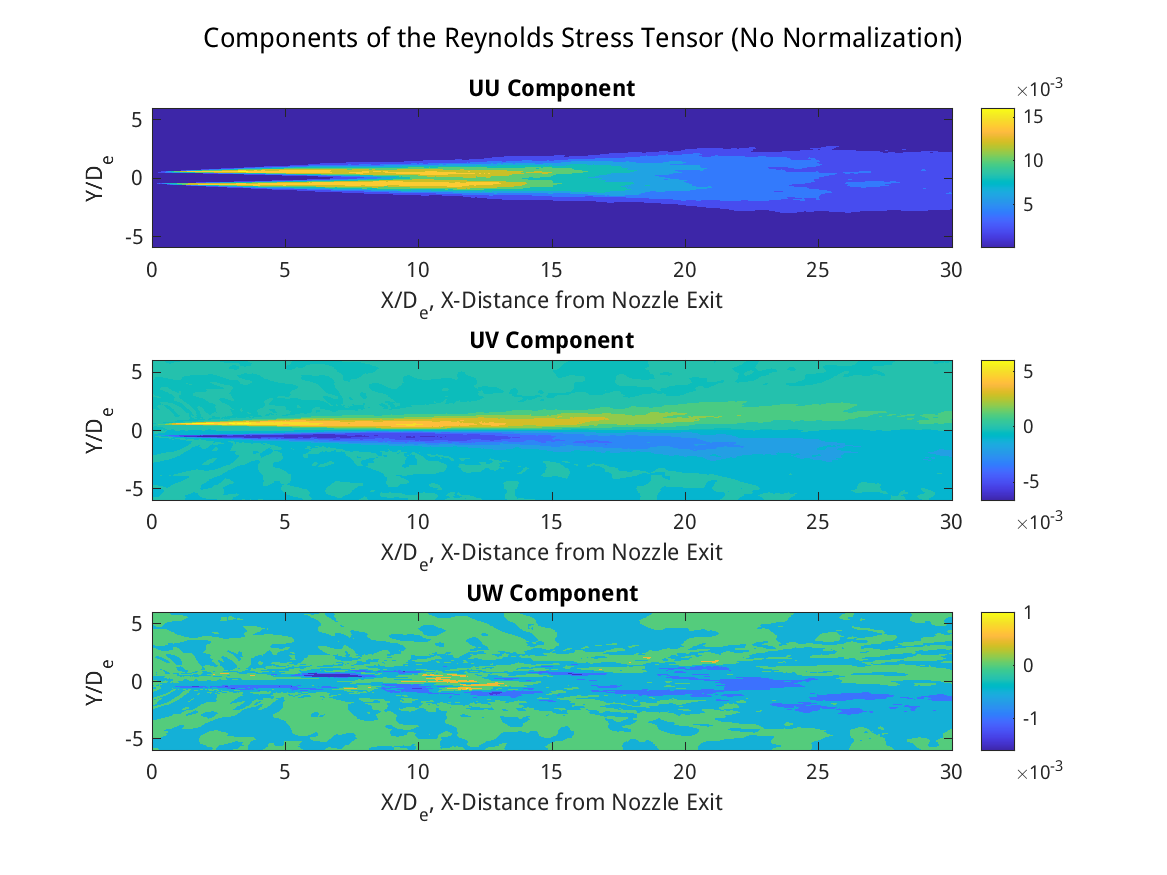 Components of the Reynolds Stress Tensor (No Normalization)
UU Component
×10-3
5
0
-5
Y/De
0 5 10 15 20 25 30
X/De, X-Distance from Nozzle Exit
15
10
5
UV Component
5
0
-5
Y/De
0 5 10 15 20 25 30
X/De, X-Distance from Nozzle Exit
5
0
-5
×10-3
UW Component
5
0
-5
Y/De
0 5 10 15 20 25 30
X/De, X-Distance from Nozzle Exit
1
0
-1
×10-3